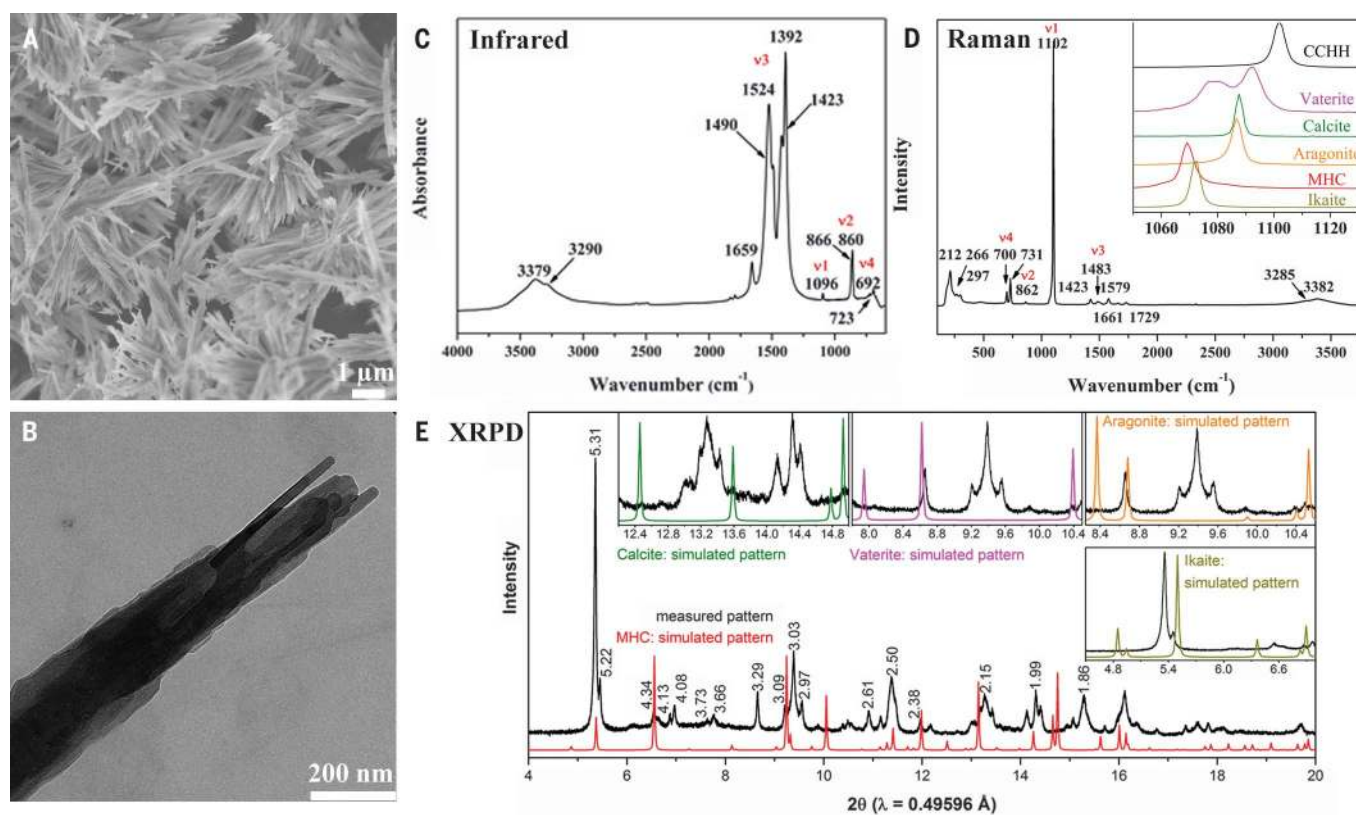 A
1 μm
B
200 nm
C Infrared
Absorbance
ν3
1392
1524
1423
1490
3379
3290
1659
ν1
1096
ν2
866 860
ν4
692
723
4000 3500 3000 2500 2000 1500 1000
Wavenumber (cm⁻¹)
D Raman
Intensity
ν1
1102
CCHH
Vaterite
Calcite
Aragonite
MHC
Ikaite
1060 1080 1100 1120
ν4
212 266 700 731
297
ν2
862
ν3
1483
1423 1579
1661 1729
3285
3382
500 1000 1500 2000 2500 3000 3500
Wavenumber (cm⁻¹)
E XRPD
Intensity
5.31
5.22
4.34
4.13
4.08
3.73
3.66
3.29
3.09
3.03
2.97
2.61
2.50
2.38
2.15
1.99
1.86
measured pattern
MHC: simulated pattern
12.4 12.8 13.2 13.6 14.0 14.4 14.8
Calcite: simulated pattern
8.0 8.4 8.8 9.2 9.6 10.0 10.4
Vaterite: simulated pattern
Aragonite: simulated pattern
8.4 8.8 9.2 9.6 10.0 10.4
Ikaite:
simulated pattern
4.8 5.4 6.0 6.6
4 6 8 10 12 14 16 18 20
2θ (λ = 0.49596 Å)